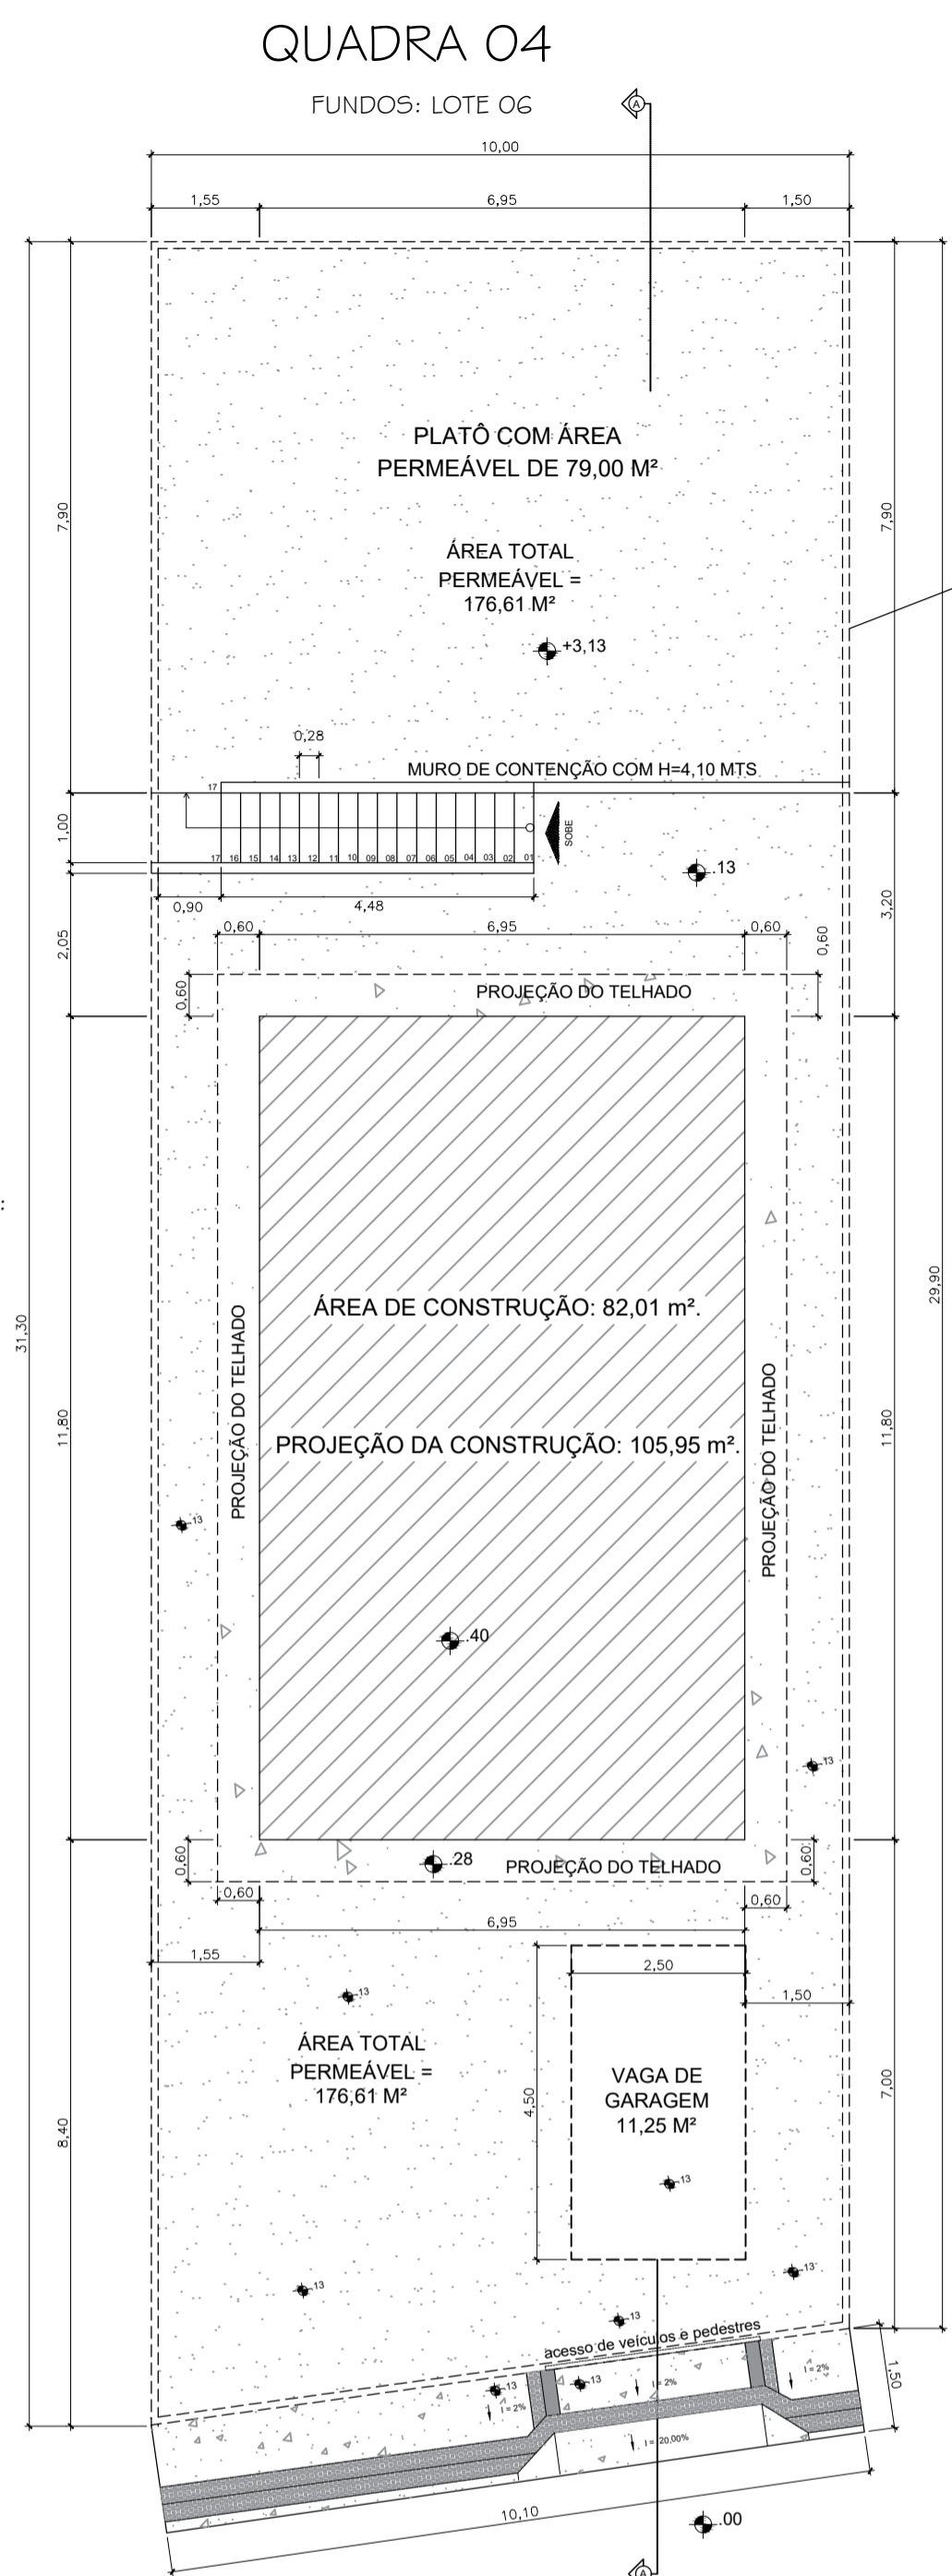 QUADRA 04
FUNDOS: LOTE 06
A
10,00
1,55
6,95
1,50
PLATÔ COM ÁREA
PERMEÁVEL DE 79,00 M²
7,90
7,90
ÁREA TOTAL
PERMEÁVEL =
176,61 M²
+3,13
0,28
MURO DE CONTENÇÃO COM H=4,10 MTS
17
1,00
SOBE
17 16 15 14 13 12 11 10 09 08 07 06 05 04 03 02 01
.13
0,90
4,48
3,20
2,05
0,60
6,95
0,60
0,60
0,60
PROJEÇÃO DO TELHADO
ÁREA DE CONSTRUÇÃO: 82,01 m².
29,90
31,30
PROJEÇÃO DO TELHADO
PROJEÇÃO DO TELHADO
11,80
11,80
PROJEÇÃO DA CONSTRUÇÃO: 105,95 m².
.13
.40
.13
.28
PROJEÇÃO DO TELHADO
0,60
0,60
0,60
0,60
6,95
1,55
2,50
1,50
.13
ÁREA TOTAL
PERMEÁVEL =
176,61 M²
VAGA DE
GARAGEM
11,25 M²
4,50
7,00
8,40
.13
.13
.13
.13
acesso de veículos e pedestres
.13
.13
I = 2%
I = 2%
I = 2%
1,50
I = 20,00%
10,10
.00
A